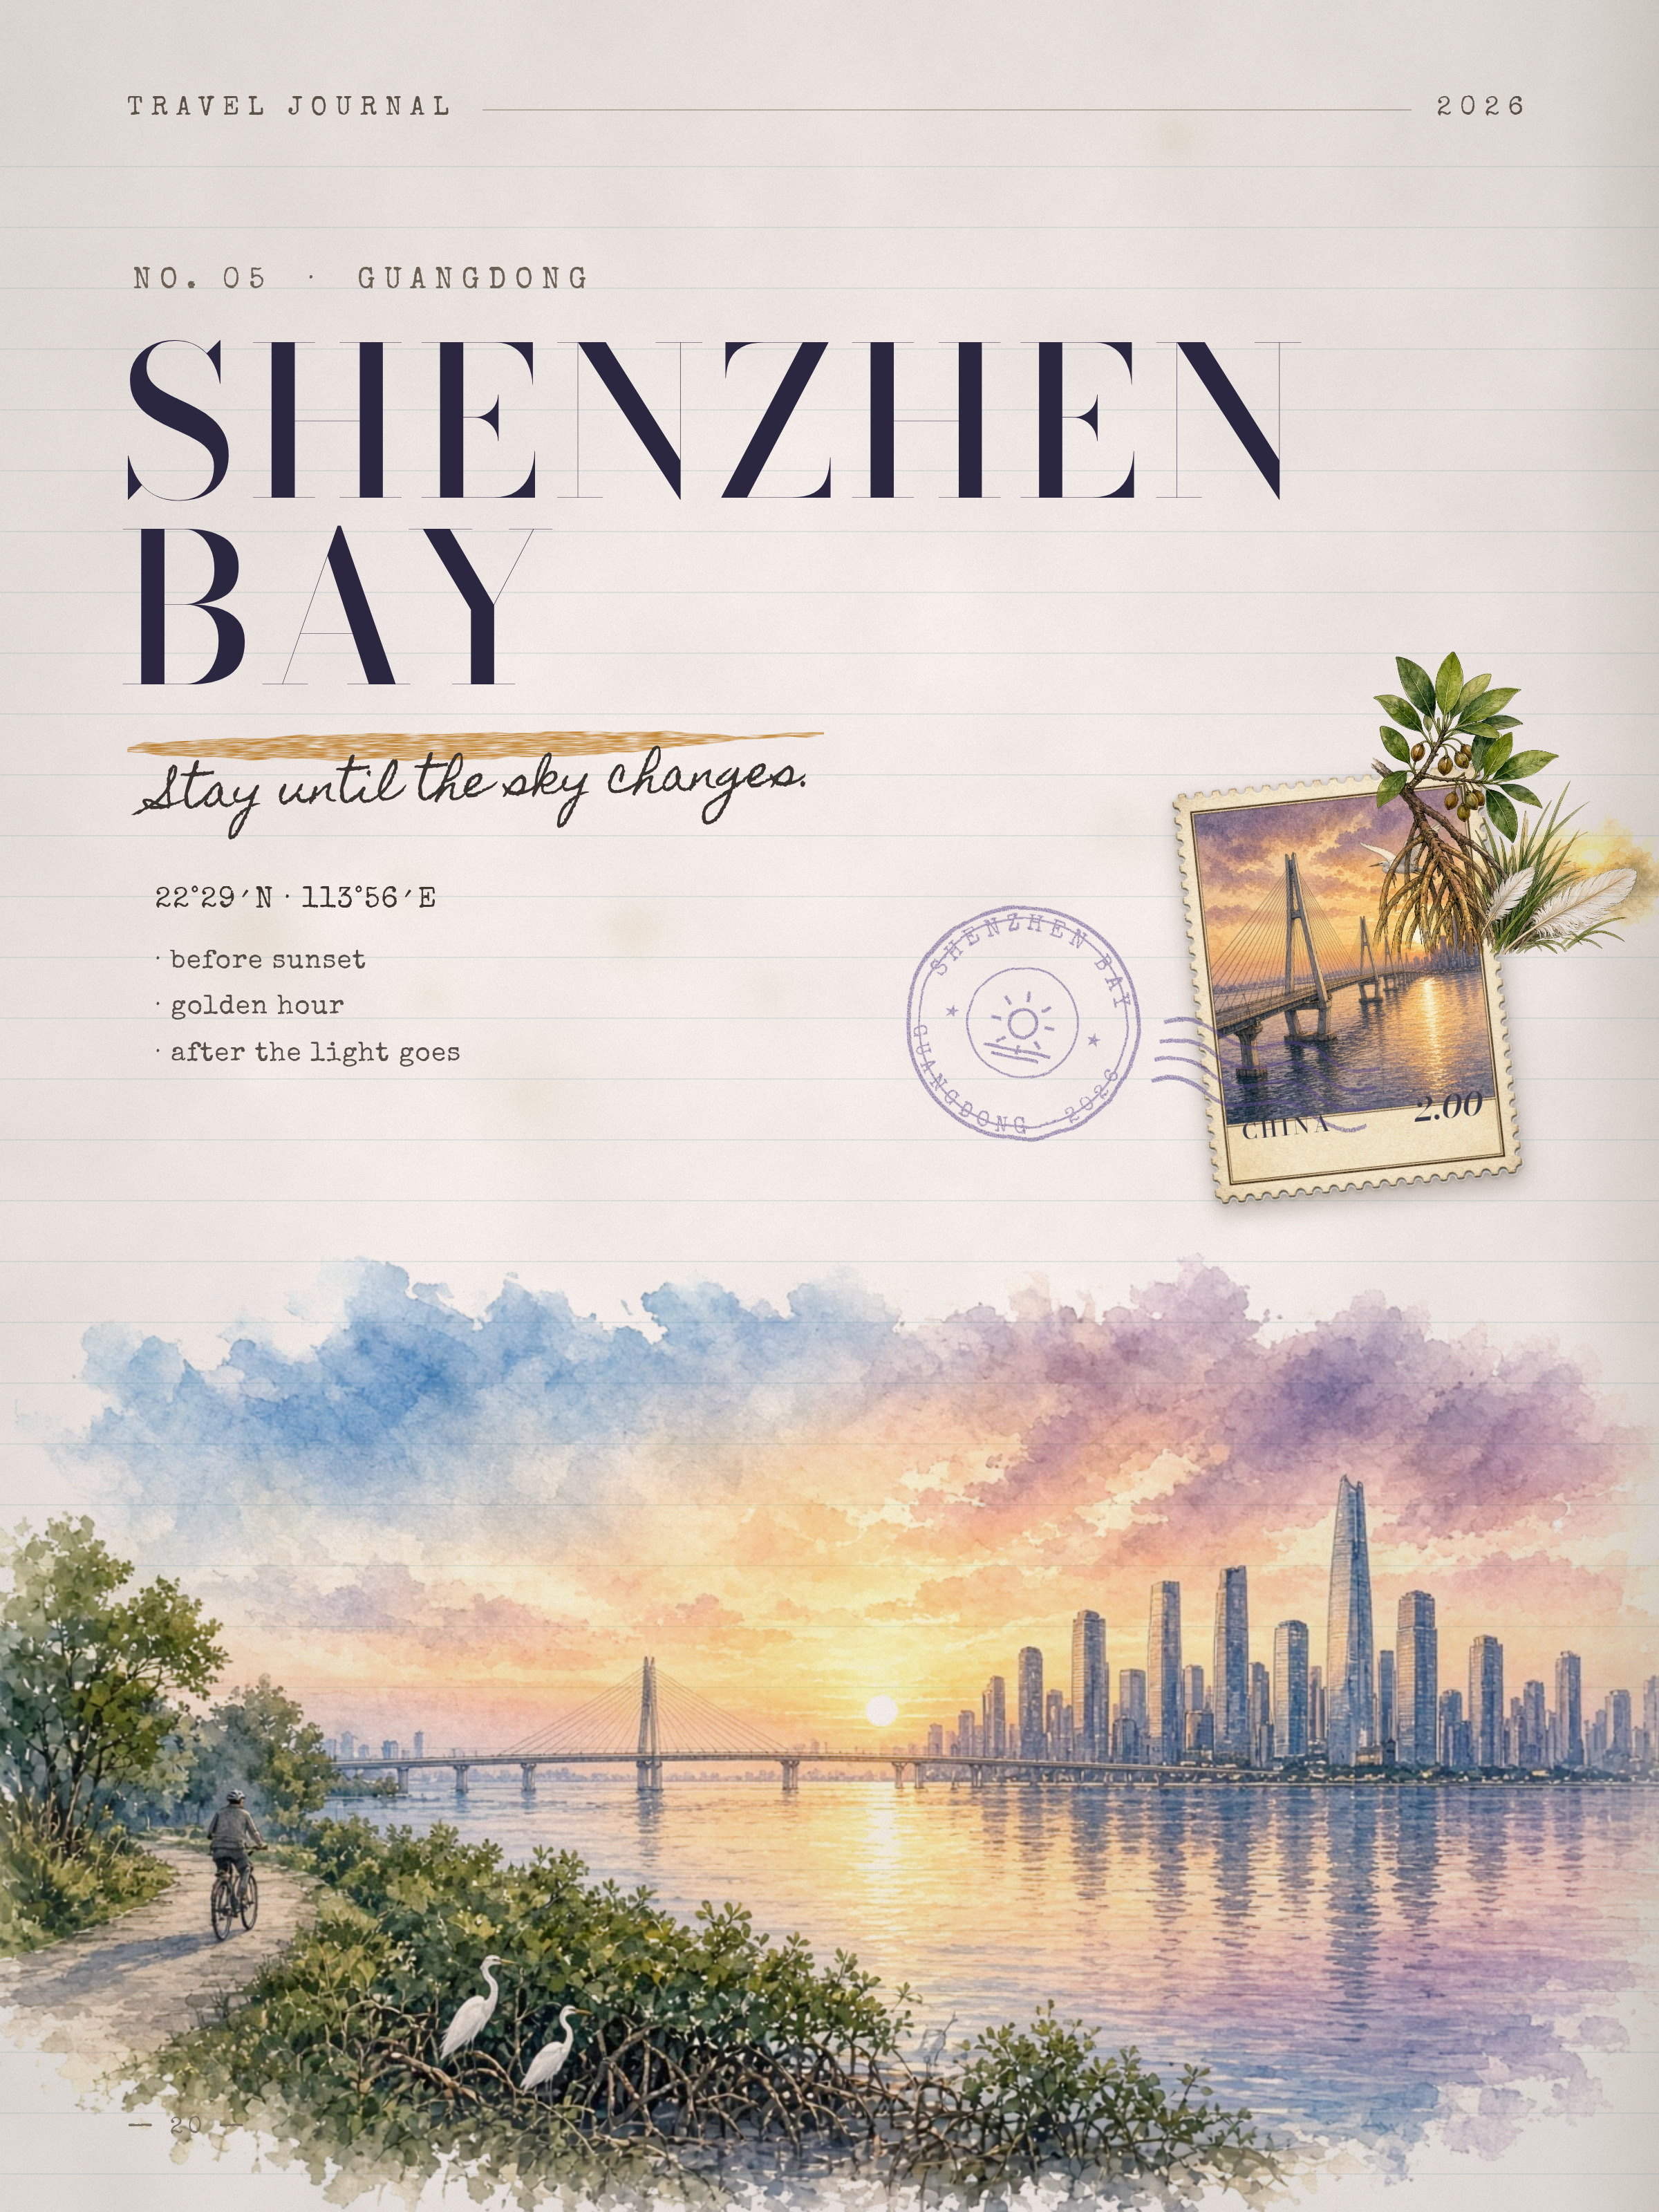 TRAVEL JOURNAL
2026
NO. 05 · GUANGDONG
SHENZHEN
BAY
Stay until the sky changes.
22°29′N · 113°56′E
· before sunset
· golden hour
· after the light goes
SHENZHEN BAY
GUANGDONG 2026
CHINA
2.00
— 20 —